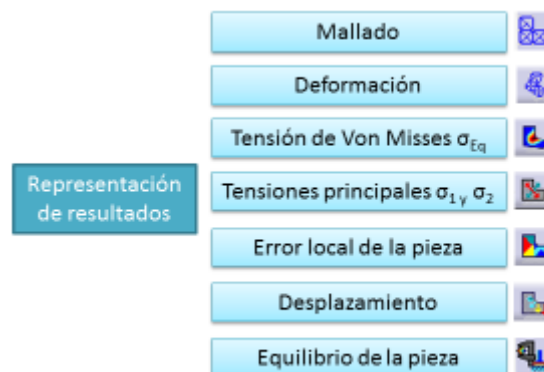 Mallado
Deformación
Tensión de Von Misses σEq
Representación
de resultados
Tensiones principales σ1 y σ2
Error local de la pieza
Desplazamiento
Equilibrio de la pieza